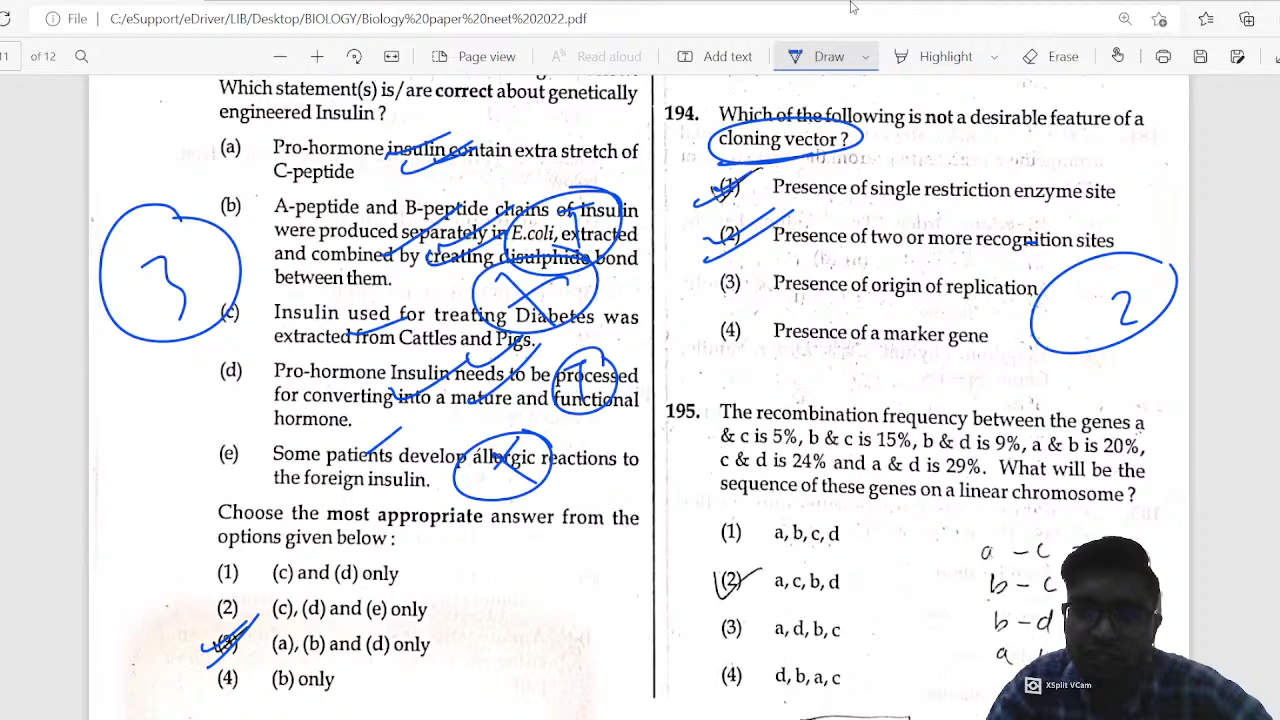 File
C:/eSupport/eDriver/LIB/Desktop/BIOLOGY/Biology%20paper%20neet%202022.pdf
11 of 12
Page view
Read aloud
Add text
Draw
Highlight
Erase
Which statement(s) is/are correct about genetically
engineered Insulin ?
(a) Pro-hormone insulin contain extra stretch of
C-peptide
(b) A-peptide and B-peptide chains of insulin
were produced separately in E.coli, extracted
and combined by creating disulphide bond
between them.
(c) Insulin used for treating Diabetes was
extracted from Cattles and Pigs.
(d) Pro-hormone Insulin needs to be processed
for converting into a mature and functional
hormone.
(e) Some patients develop allergic reactions to
the foreign insulin.
Choose the most appropriate answer from the
options given below :
(1) (c) and (d) only
(2) (c), (d) and (e) only
(3) (a), (b) and (d) only
(4) (b) only
3
T
T
194. Which of the following is not a desirable feature of a
cloning vector ?
(1) Presence of single restriction enzyme site
(2) Presence of two or more recognition sites
(3) Presence of origin of replication
(4) Presence of a marker gene
2
195. The recombination frequency between the genes a
& c is 5%, b & c is 15%, b & d is 9%, a & b is 20%,
c & d is 24% and a & d is 29%. What will be the
sequence of these genes on a linear chromosome ?
(1) a, b, c, d
(2) a, c, b, d
(3) a, d, b, c
(4) d, b, a, c
a - c
b - c
b - d
a
XSplit VCam